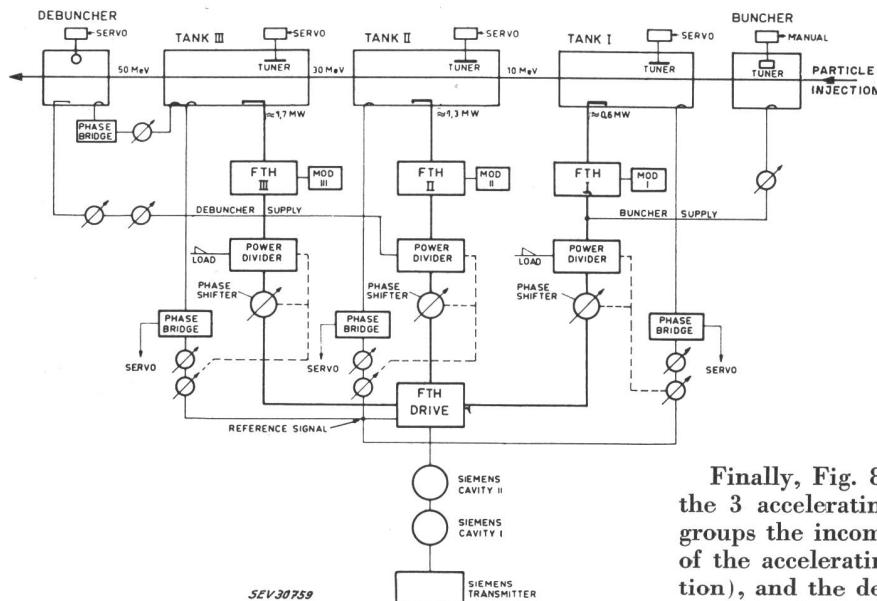 DEBUNCHER
SERVO
TANK III
SERVO
TUNER
TANK II
SERVO
TUNER
TANK I
SERVO
TUNER
BUNCHER
MANUAL
TUNER
50 MeV
30 MeV
10 MeV
PARTICLE
INJECTION
PHASE
BRIDGE
≈1,7 MW
≈1,3 MW
≈0,6 MW
FTH
III
MOD
III
FTH
II
MOD
II
FTH
I
MOD
I
DEBUNCHER SUPPLY
BUNCHER SUPPLY
LOAD
POWER
DIVIDER
POWER
DIVIDER
LOAD
POWER
DIVIDER
PHASE
SHIFTER
PHASE
SHIFTER
PHASE
SHIFTER
PHASE
BRIDGE
PHASE
BRIDGE
PHASE
BRIDGE
SERVO
SERVO
SERVO
FTH
DRIVE
REFERENCE SIGNAL
SIEMENS
CAVITY II
SIEMENS
CAVITY I
SIEMENS
TRANSMITTER
SEV30759
Finally, Fig. 8
the 3 acceleratin
groups the incom
of the acceleratin
tion), and the de